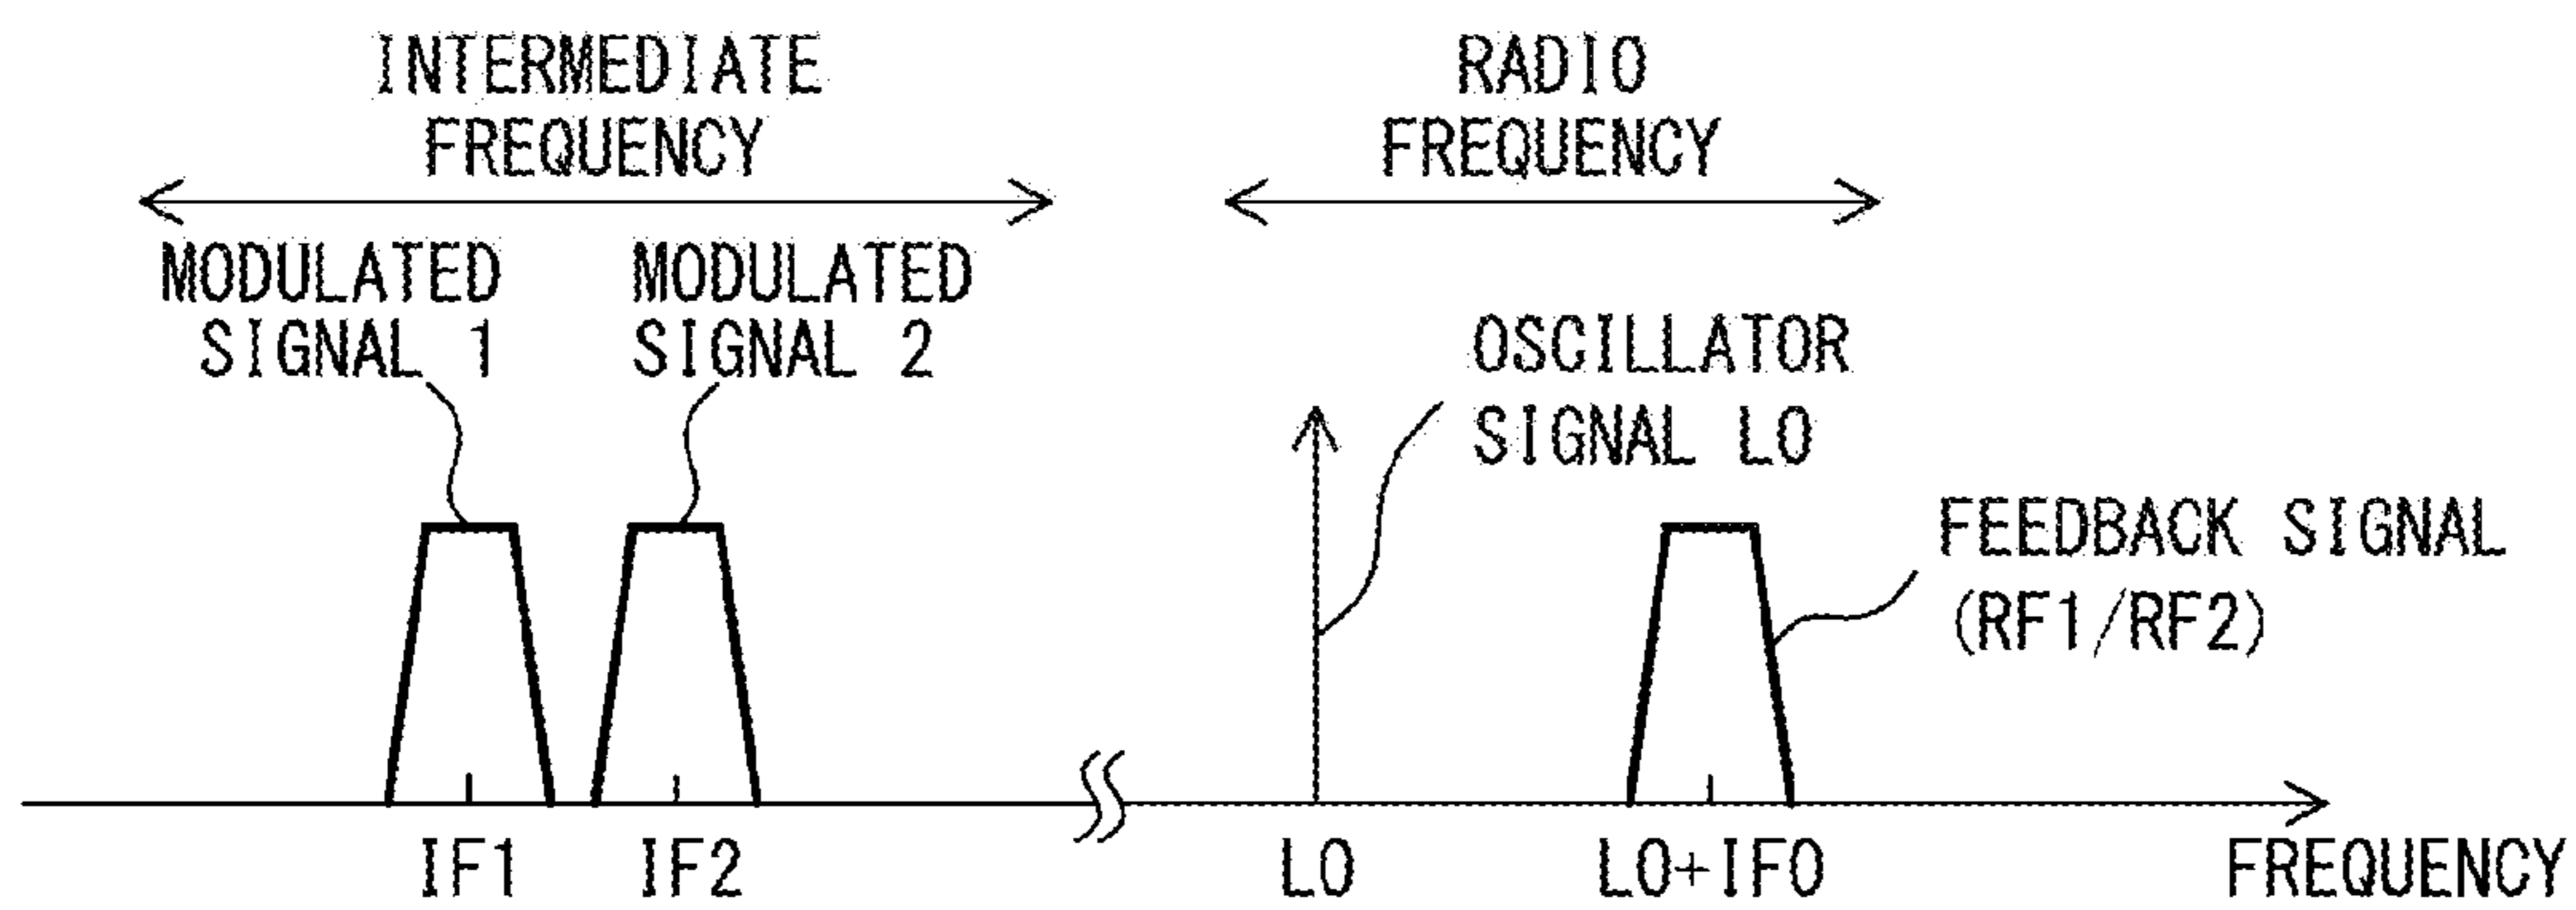 INTERMEDIATE
FREQUENCY
RADIO
FREQUENCY
MODULATED
SIGNAL 1
MODULATED
SIGNAL 2
OSCILLATOR
SIGNAL LO
FEEDBACK SIGNAL
(RF1/RF2)
IF1
IF2
LO
LO+IF0
FREQUENCY